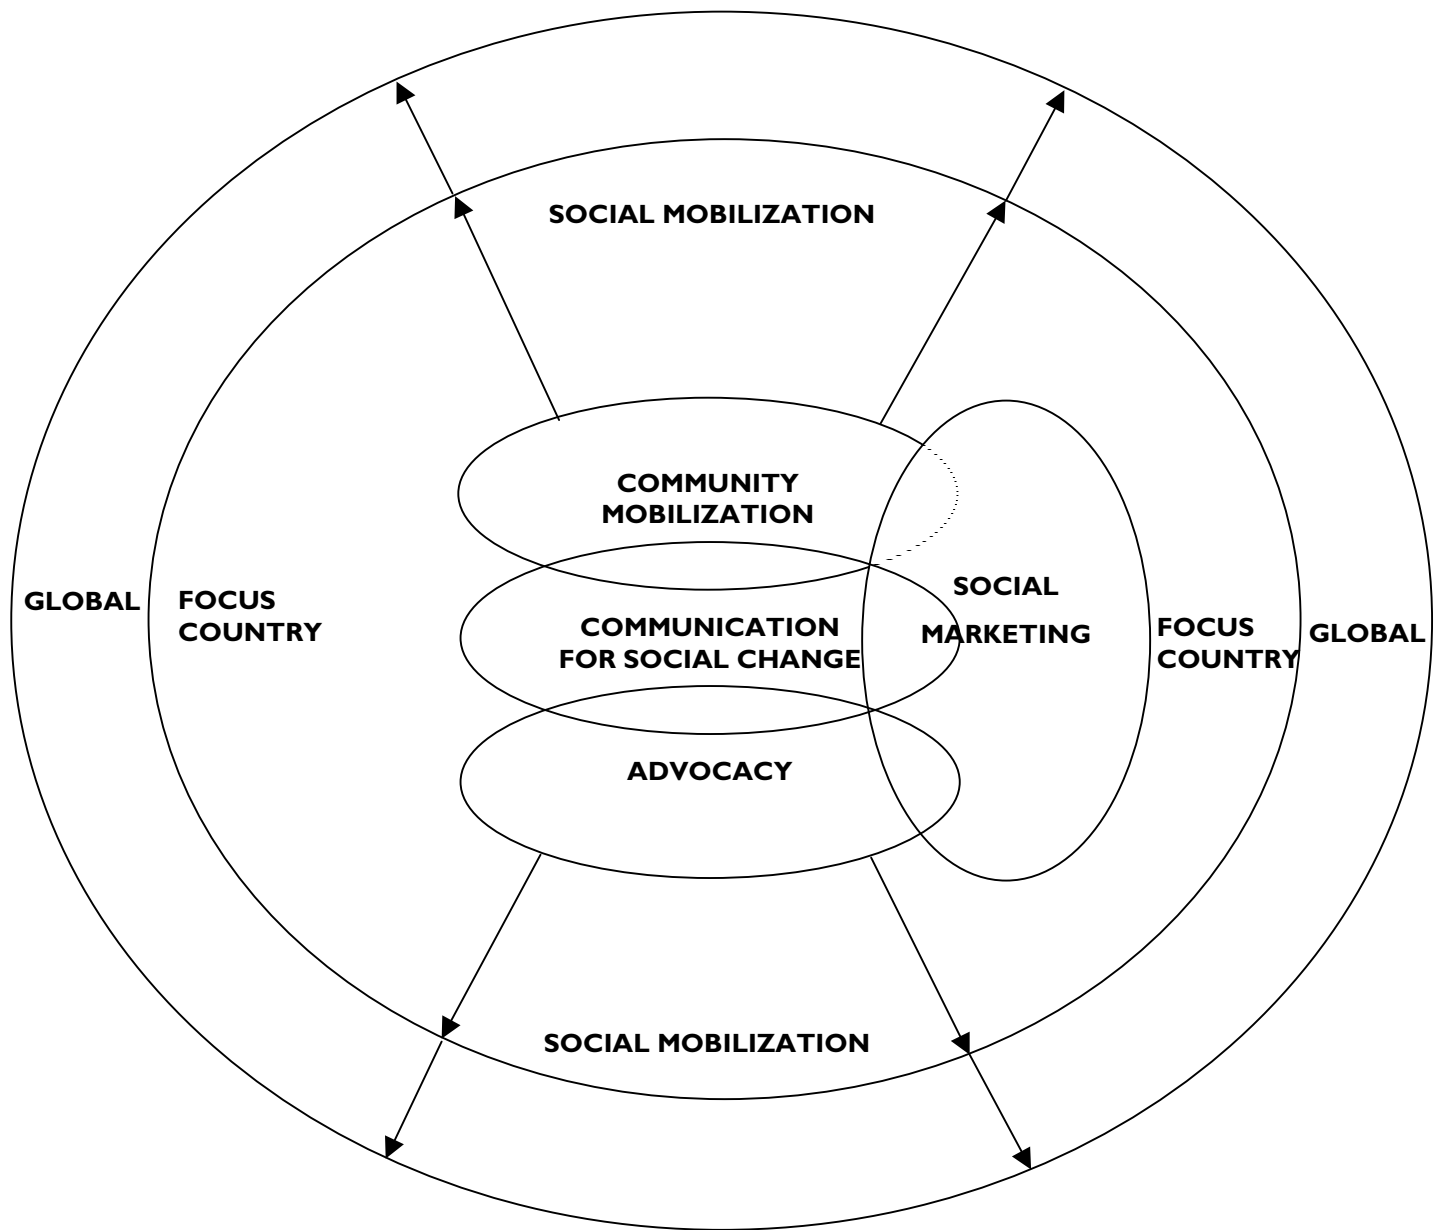 SOCIAL MOBILIZATION
COMMUNITY
MOBILIZATION
GLOBAL
FOCUS
COUNTRY
COMMUNICATION
FOR SOCIAL CHANGE
SOCIAL
MARKETING
FOCUS
COUNTRY
GLOBAL
ADVOCACY
SOCIAL MOBILIZATION